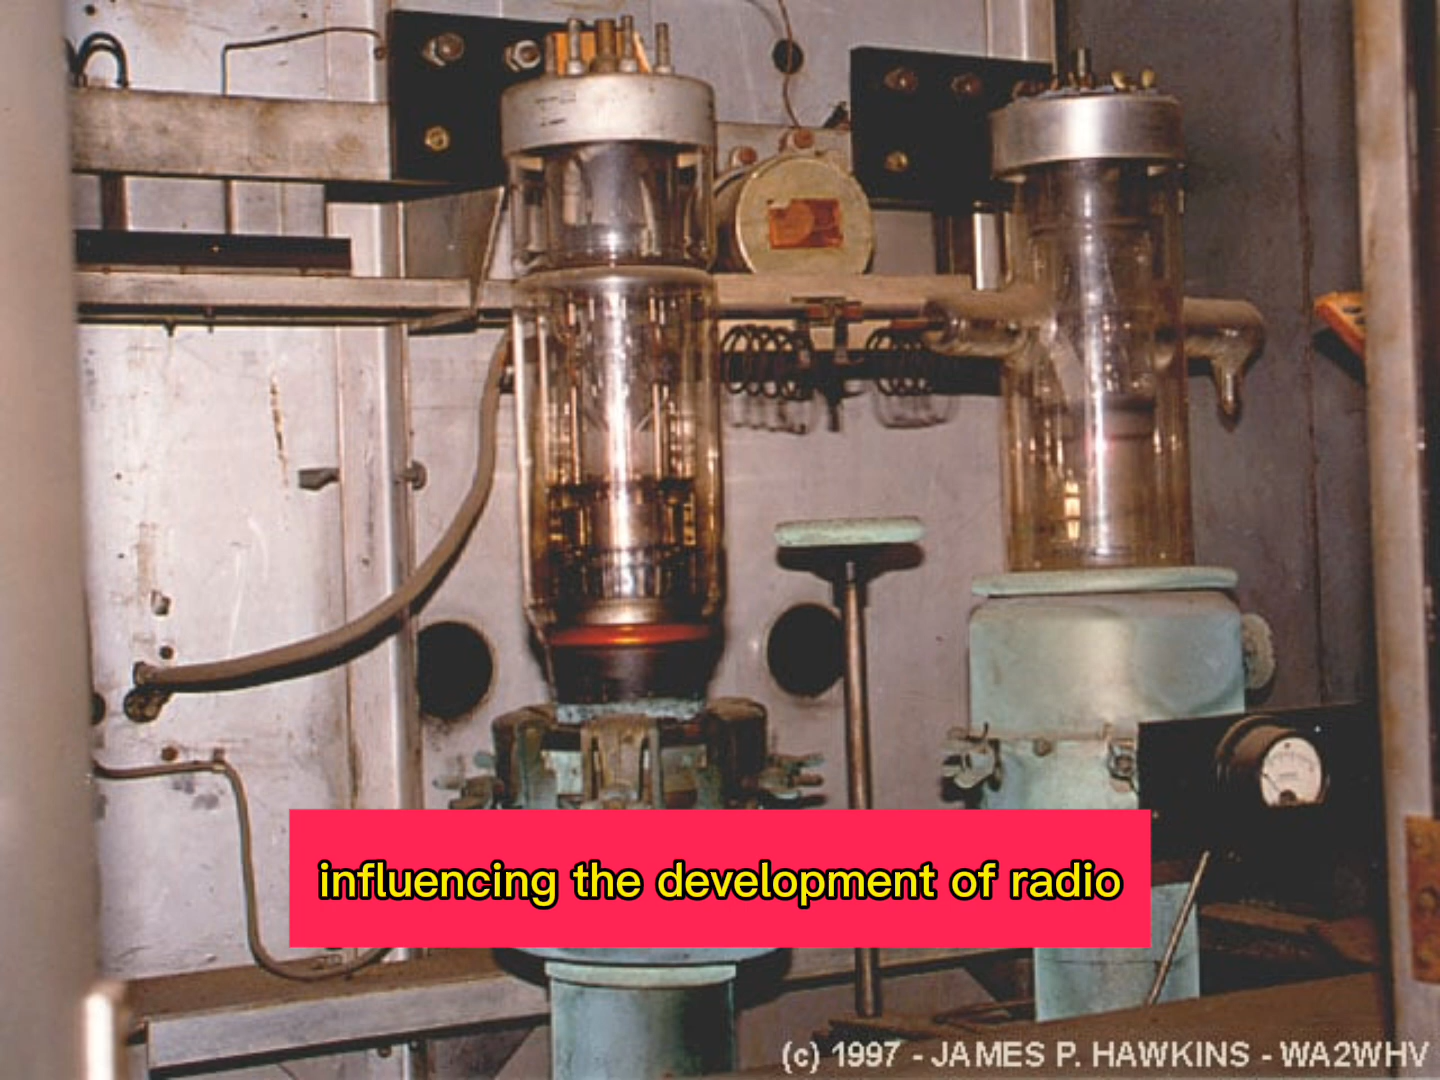 influencing the development of radio
(c) 1997 - JAMES P. HAWKINS - WA2WHV